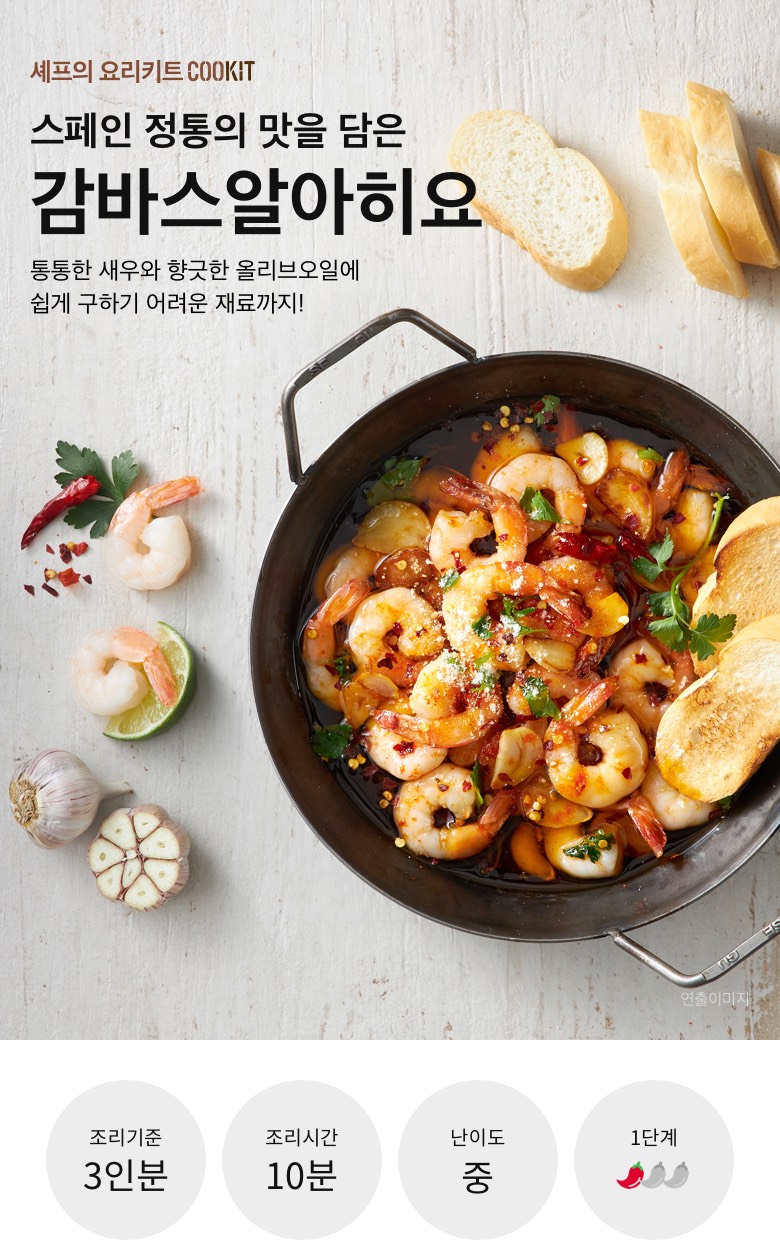 셰프의 요리키트 COOKIT
스페인 정통의 맛을 담은
감바스알아히요
통통한 새우와 향긋한 올리브오일에
쉽게 구하기 어려운 재료까지!
연출이미지
조리기준
3인분
조리시간
10분
난이도
중
1단계